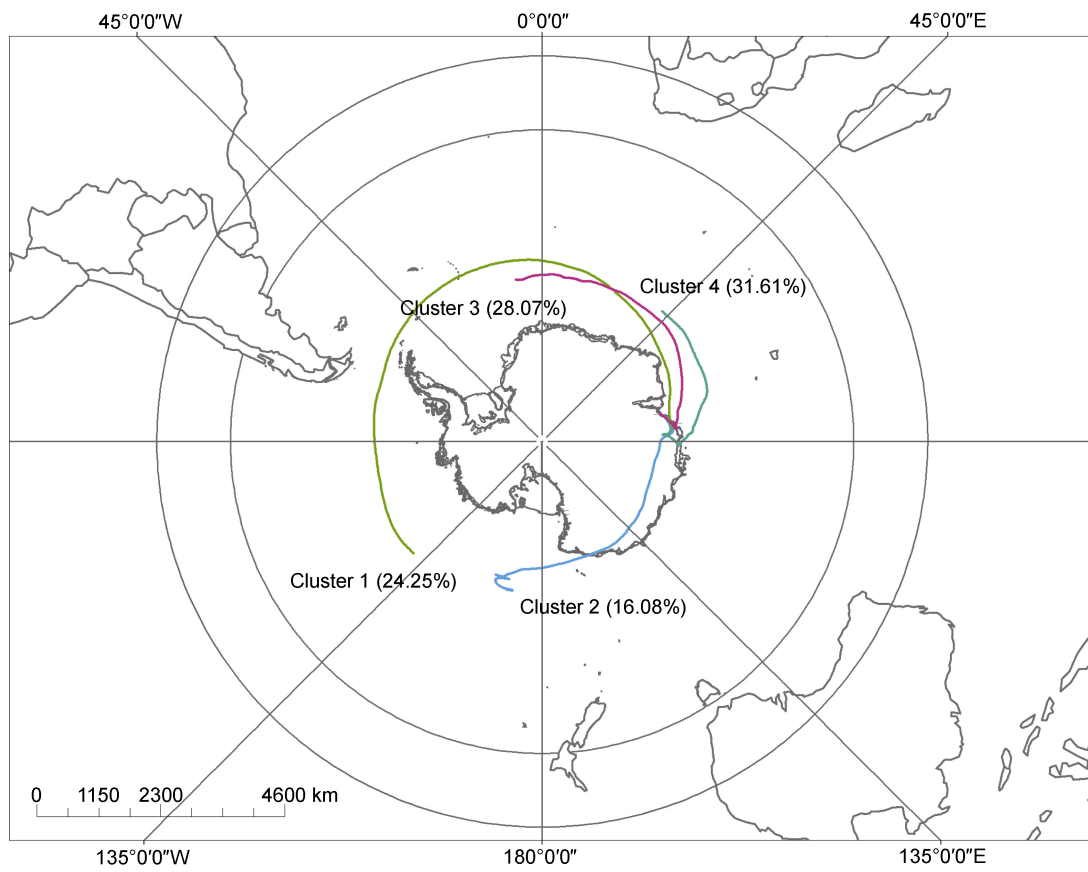 45°0'0"W
0°0'0"
45°0'0"E
Cluster 4 (31.61%)
Cluster 3 (28.07%)
Cluster 1 (24.25%)
Cluster 2 (16.08%)
0 1150 2300 4600 km
135°0'0"W
180°0'0"
135°0'0"E